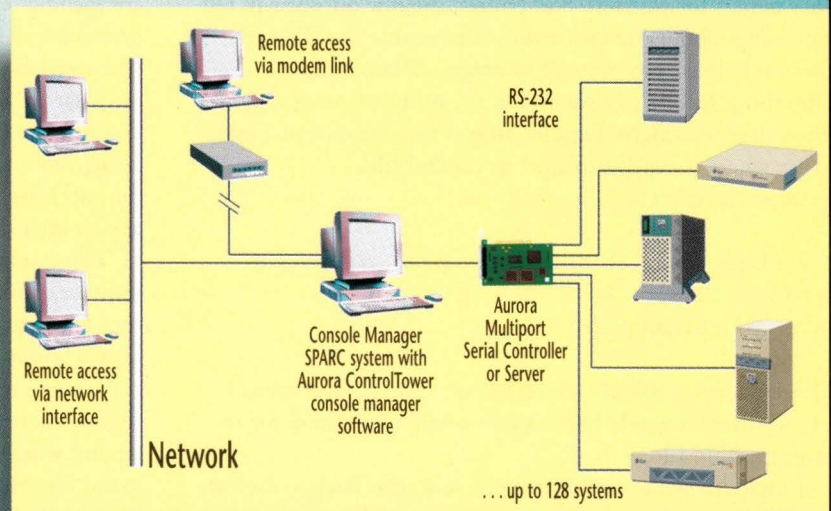 Remote access
via modem link
RS-232
interface
Remote access
via network
interface
Console Manager
SPARC system with
Aurora ControlTower
console manager
software
Aurora
Multiport
Serial Controller
or Server
Network
. . . up to 128 systems